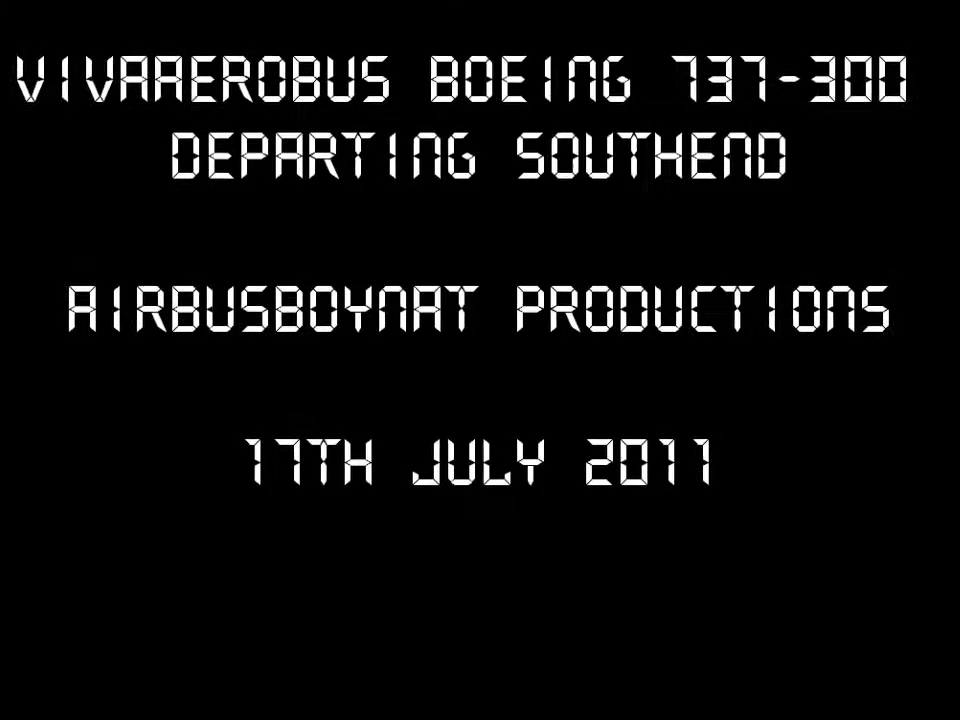 VIVAAEROBUS BOEING 737-300
DEPARTING SOUTHEND
AIRBUSBOYNAT PRODUCTIONS
17TH JULY 2011